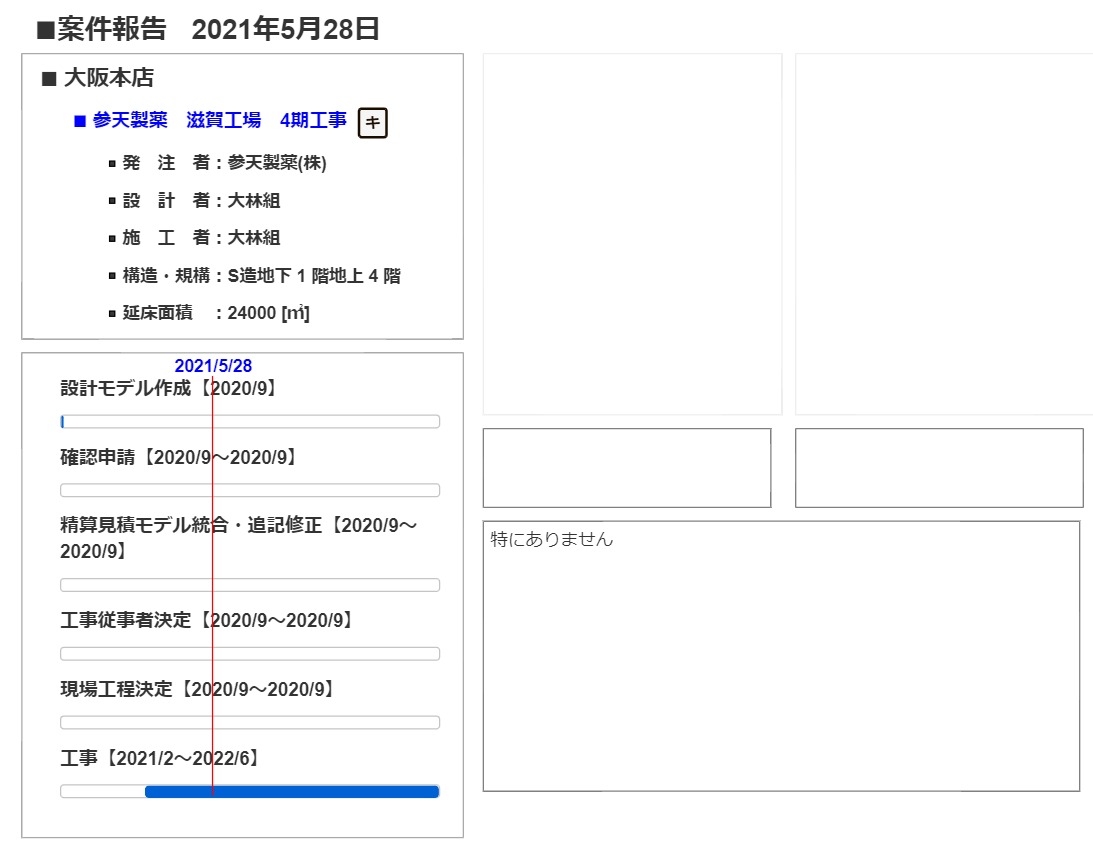 ■案件報告　2021年5月28日
■ 大阪本店
■ 参天製薬　滋賀工場　4期工事 キ
▪ 発　注　者：参天製薬(株)
▪ 設　計　者：大林組
▪ 施　工　者：大林組
▪ 構造・規構：S造地下 1 階地上 4 階
▪ 延床面積　：24000 [㎡]
2021/5/28
設計モデル作成【2020/9】
確認申請【2020/9～2020/9】
精算見積モデル統合・追記修正【2020/9～
2020/9】
工事従事者決定【2020/9～2020/9】
現場工程決定【2020/9～2020/9】
工事【2021/2～2022/6】
特にありません